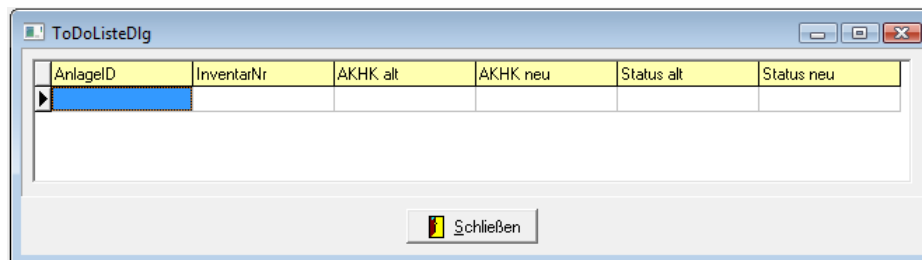 ToDoListeDlg
AnlageID InventarNr AKHK alt AKHK neu Status alt Status neu
Schließen